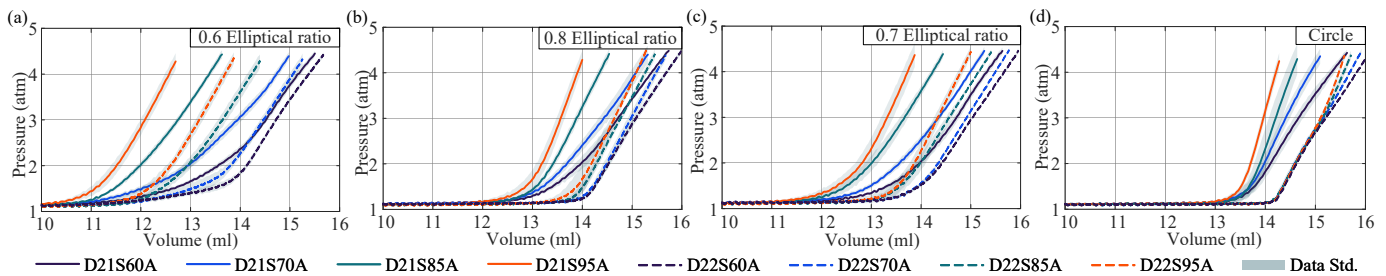 (a)
0.6 Elliptical ratio
Pressure (atm)
5
4
3
2
1
10 11 12 13 14 15 16
Volume (ml)
(b)
0.8 Elliptical ratio
Pressure (atm)
5
4
3
2
1
10 11 12 13 14 15 16
Volume (ml)
(c)
0.7 Elliptical ratio
Pressure (atm)
5
4
3
2
1
10 11 12 13 14 15 16
Volume (ml)
(d)
Circle
Pressure (atm)
5
4
3
2
1
10 11 12 13 14 15 16
Volume (ml)
D21S60A D21S70A D21S85A D21S95A D22S60A D22S70A D22S85A D22S95A Data Std.